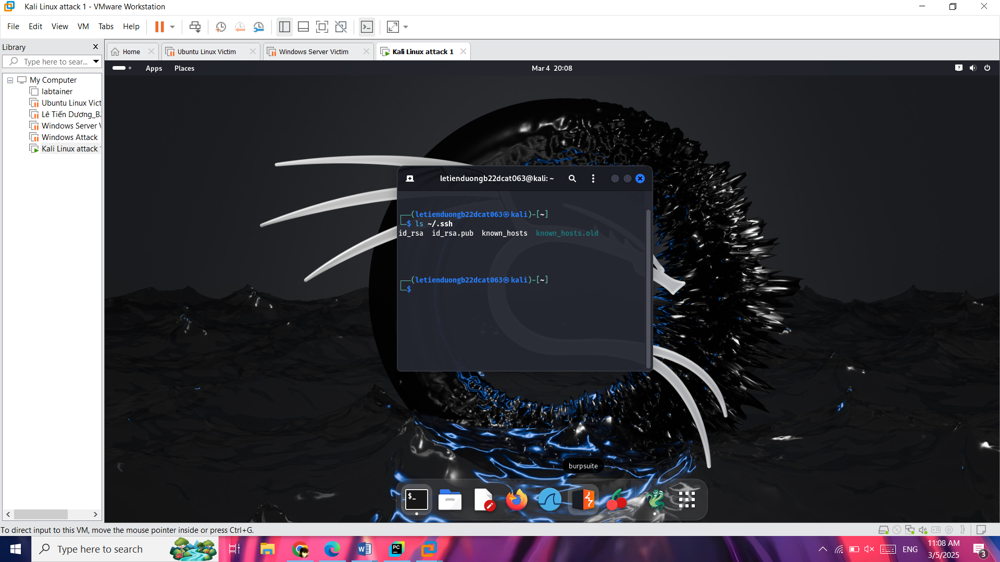 Kali Linux attack 1 - VMware Workstation
File Edit View VM Tabs Help
Library
Type here to sear...
Home
Ubuntu Linux Victim
Windows Server Victim
Kali Linux attack 1
My Computer
labtainer
Ubuntu Linux Vict
Lê Tiến Dương_B2
Windows Server V
Windows Attack
Kali Linux attack 1
Apps Places
Mar 4 20:08
letienduongb22dcat063@kali: ~
(letienduongb22dcat063㉿kali)-[~]
$ ls ~/.ssh
id_rsa id_rsa.pub known_hosts known_hosts.old
(letienduongb22dcat063㉿kali)-[~]
$
burpsuite
$_
To direct input to this VM, move the mouse pointer inside or press Ctrl+G.
Type here to search
W
PC
ENG
11:08 AM
3/5/2025
3